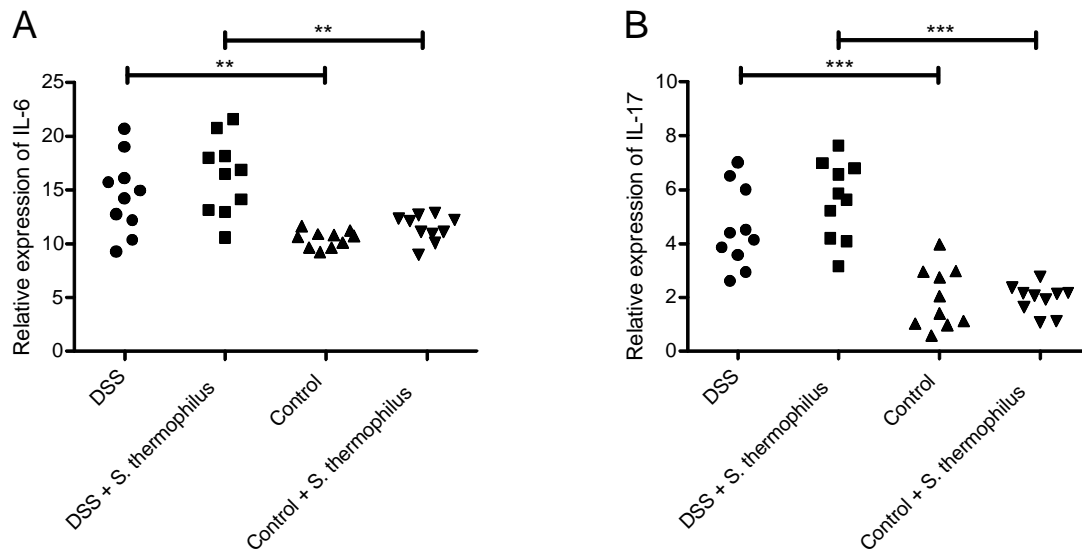 A
**
**
Relative expression of IL-6
25
20
15
10
5
0
DSS
DSS + S. thermophilus
Control
Control + S. thermophilus
B
***
***
Relative expression of IL-17
10
8
6
4
2
0
DSS
DSS + S. thermophilus
Control
Control + S. thermophilus